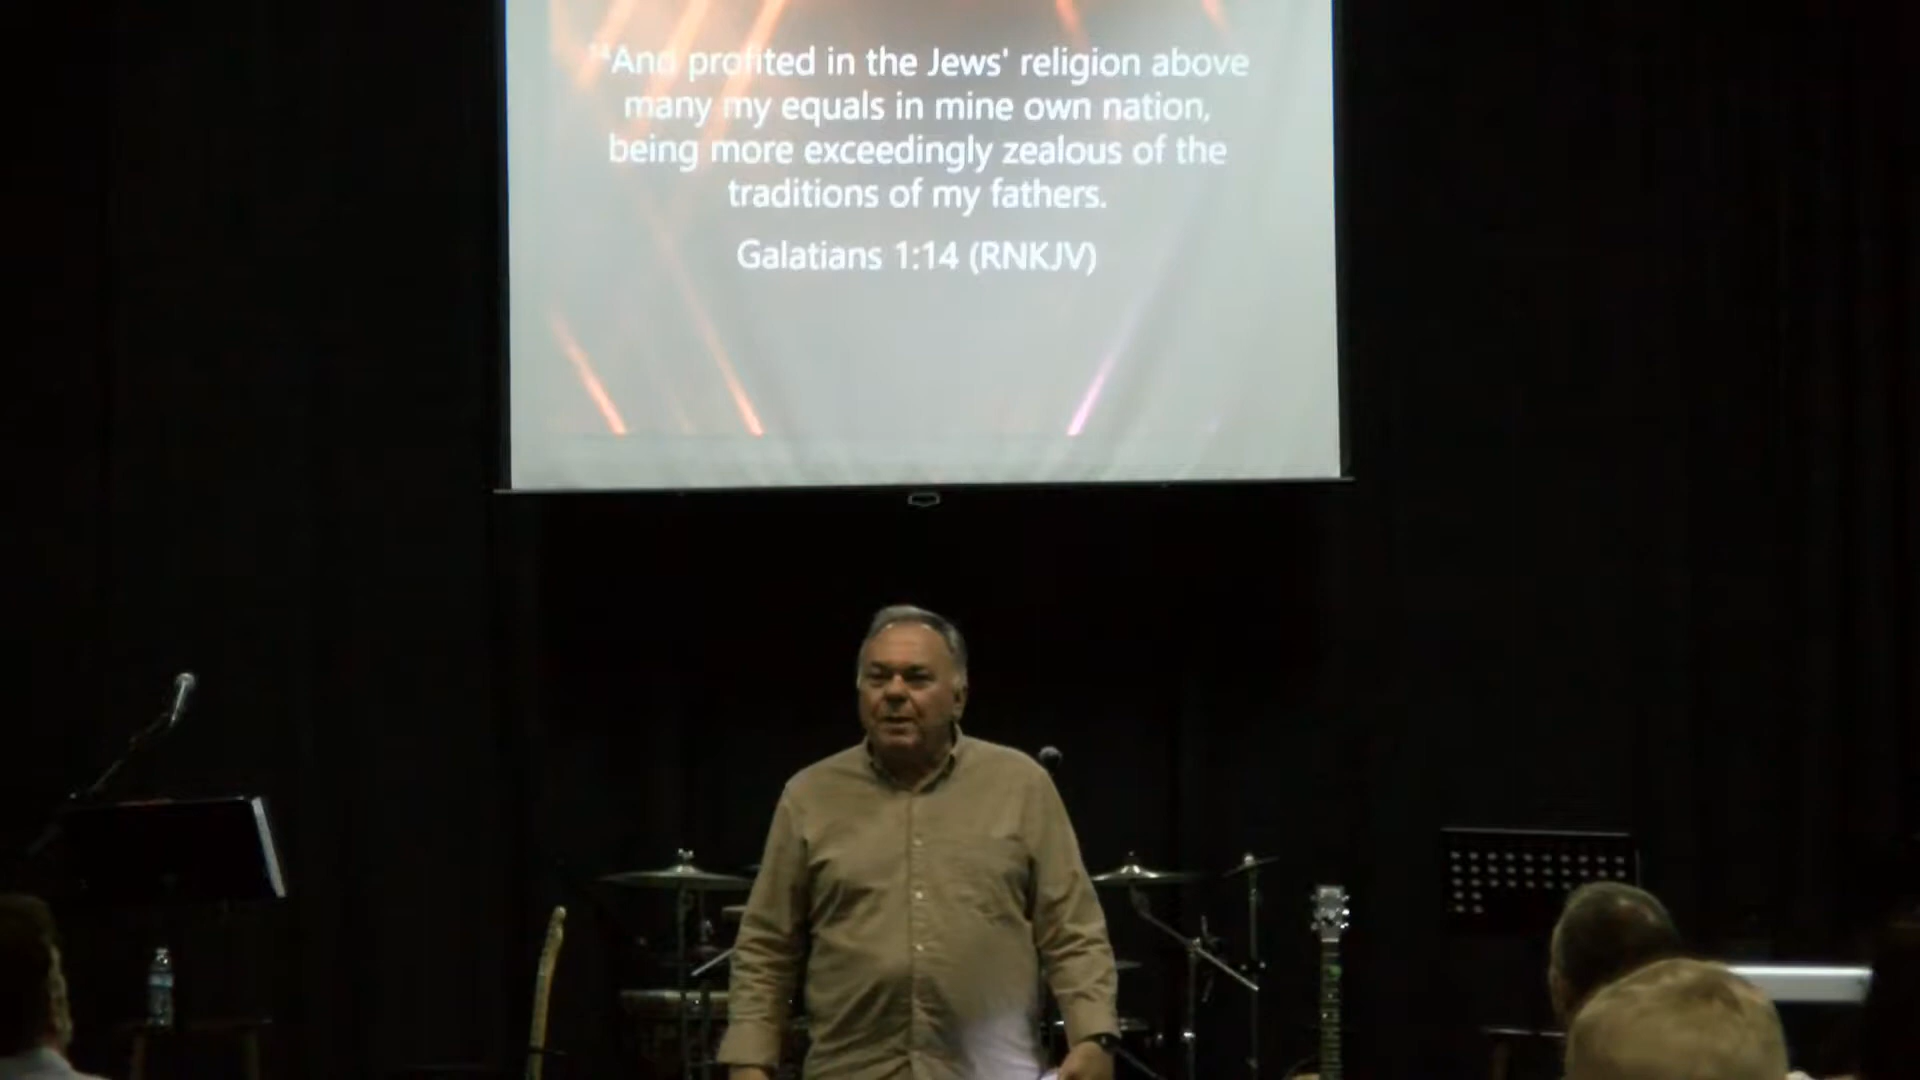 ¹⁴And profited in the Jews' religion above
many my equals in mine own nation,
being more exceedingly zealous of the
traditions of my fathers.
Galatians 1:14 (RNKJV)